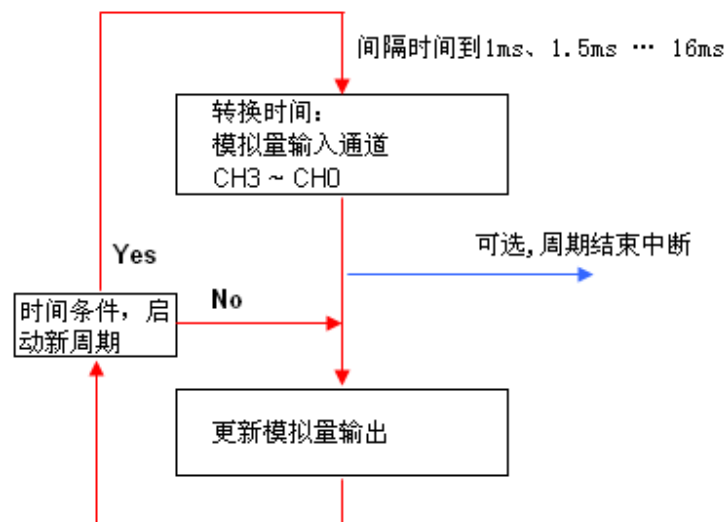 间隔时间到1ms、1.5ms … 16ms
转换时间:
模拟量输入通道
CH3 ~ CH0
可选,周期结束中断
Yes
No
时间条件, 启
动新周期
更新模拟量输出